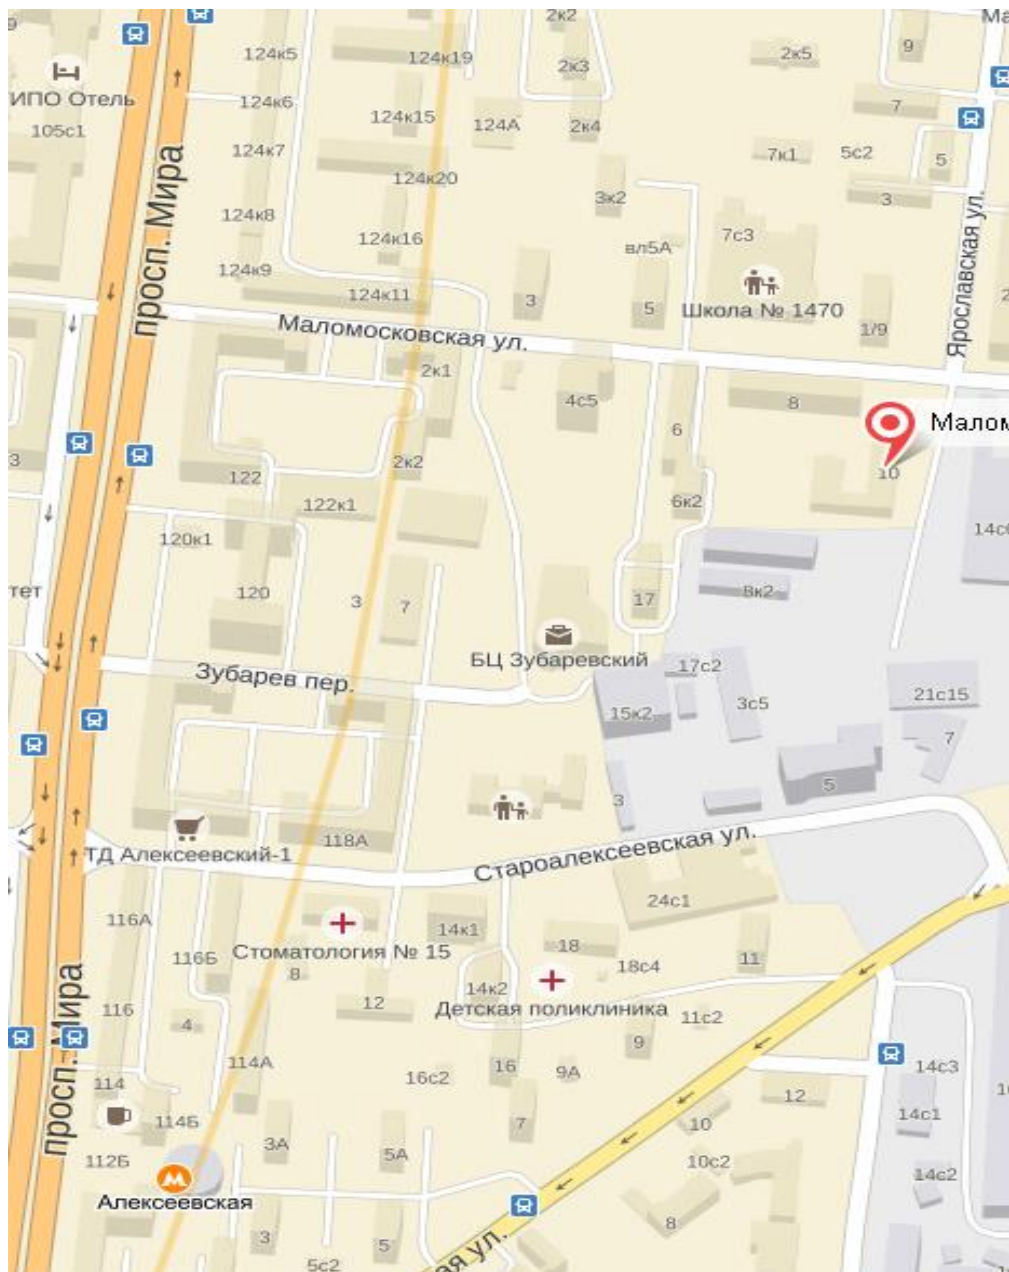 2к2
9
124к5
124к19
2к3
2к5
9
ИПО Отель
105с1
124к6
124к15
124А
2к4
7
7к1
5с2
5
124к7
124к20
3к2
3
просп. Мира
124к8
124к16
вл5А
7с3
Ярославская ул.
124к9
124к11
3
5
Школа № 1470
1/9
Маломосковская ул.
2к1
4с5
8
6
Малом
10
3
122
2к2
122к1
6к2
120к1
тет
120
3
7
17
8к2
БЦ Зубаревский
17с2
Зубарев пер.
15к2
3с5
21с15
7
5
3
ТД Алексеевский-1
118А
Староалексеевская ул.
24с1
116А
116Б
Стоматология № 15
14к1
18
18с4
11
8
14к2
Детская поликлиника
116
12
11с2
4
9
просп. Мира
114
114А
16с2
16
9А
12
14с3
14с1
114Б
7
10
112Б
3А
5А
10с2
14с2
Алексеевская
3
5
8
5с2
ая ул.